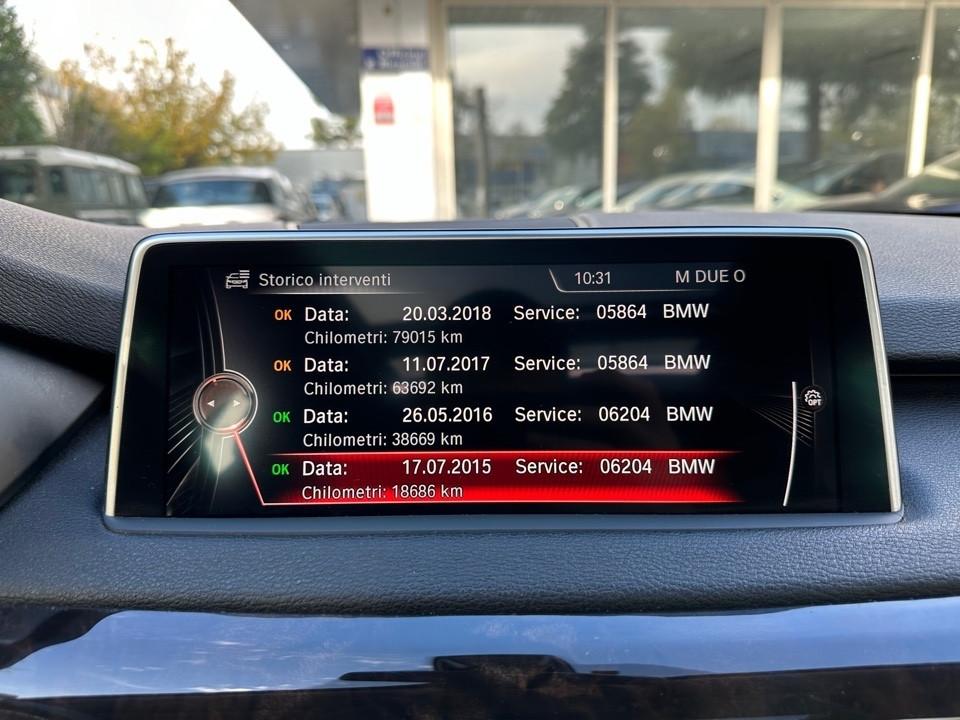 Storico interventi 10:31 M DUE O
OK Data: 20.03.2018 Service: 05864 BMW
Chilometri: 79015 km
OK Data: 11.07.2017 Service: 05864 BMW
Chilometri: 63692 km
OK Data: 26.05.2016 Service: 06204 BMW
Chilometri: 38669 km
OK Data: 17.07.2015 Service: 06204 BMW
Chilometri: 18686 km
OPT